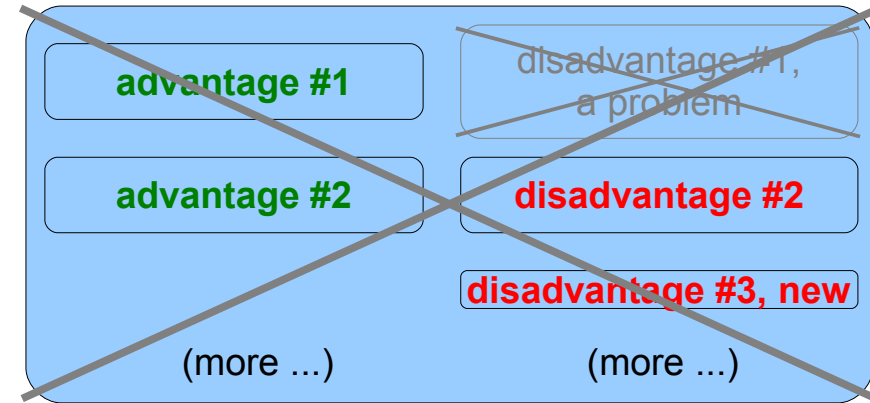 advantage #1
disadvantage #1,
a problem
advantage #2
disadvantage #2
disadvantage #3, new
(more ...)
(more ...)